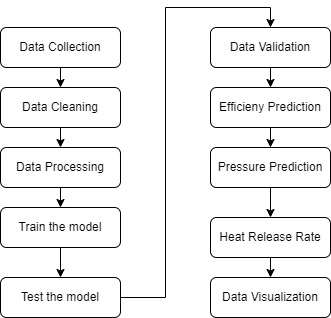 Data Collection
Data Cleaning
Data Processing
Train the model
Test the model
Data Validation
Efficieny Prediction
Pressure Prediction
Heat Release Rate
Data Visualization